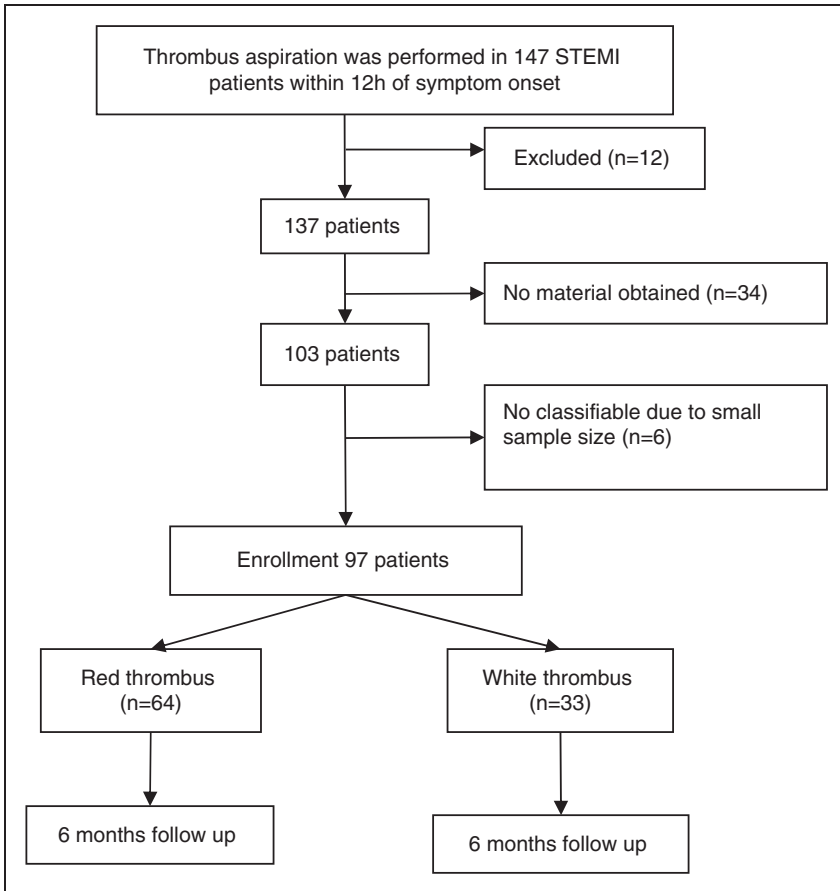 Thrombus aspiration was performed in 147 STEMI
patients within 12h of symptom onset
Excluded (n=12)
137 patients
No material obtained (n=34)
103 patients
No classifiable due to small
sample size (n=6)
Enrollment 97 patients
Red thrombus
(n=64)
White thrombus
(n=33)
6 months follow up
6 months follow up